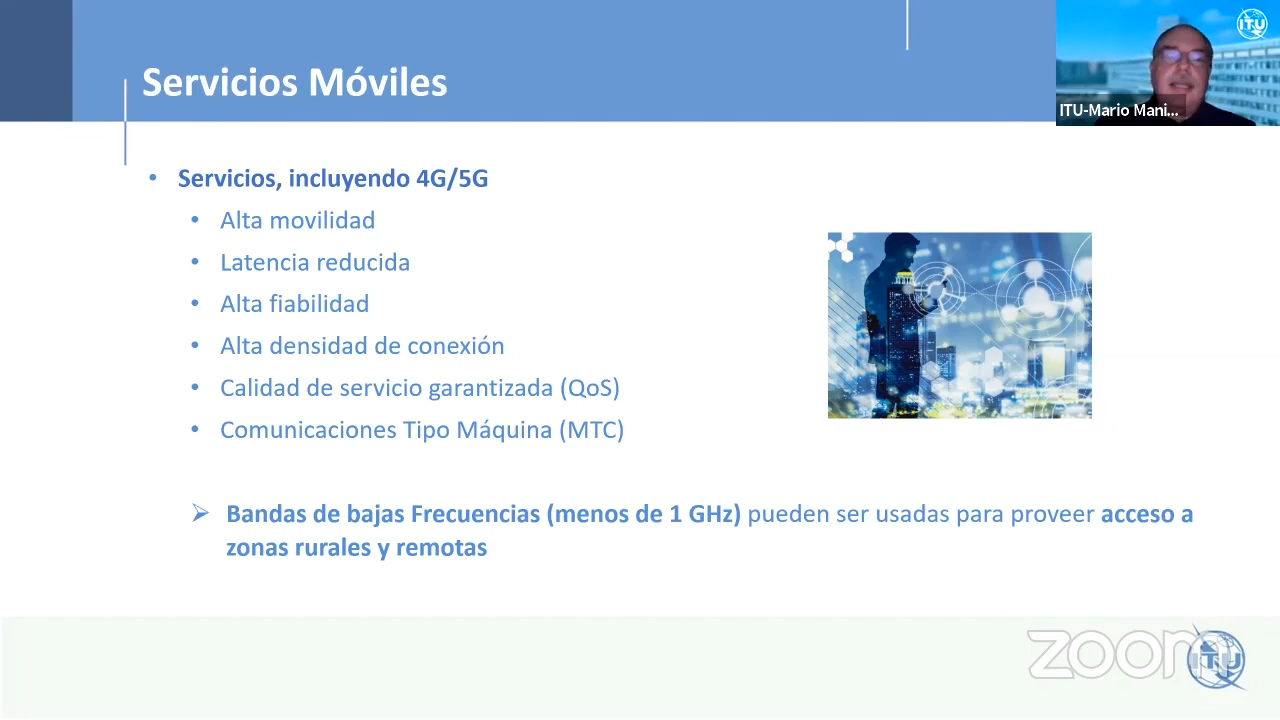 Servicios Móviles
ITU
ITU-Mario Mani...
• Servicios, incluyendo 4G/5G
• Alta movilidad
• Latencia reducida
• Alta fiabilidad
• Alta densidad de conexión
• Calidad de servicio garantizada (QoS)
• Comunicaciones Tipo Máquina (MTC)
➢ Bandas de bajas Frecuencias (menos de 1 GHz) pueden ser usadas para proveer acceso a
zonas rurales y remotas
zoom
ITU